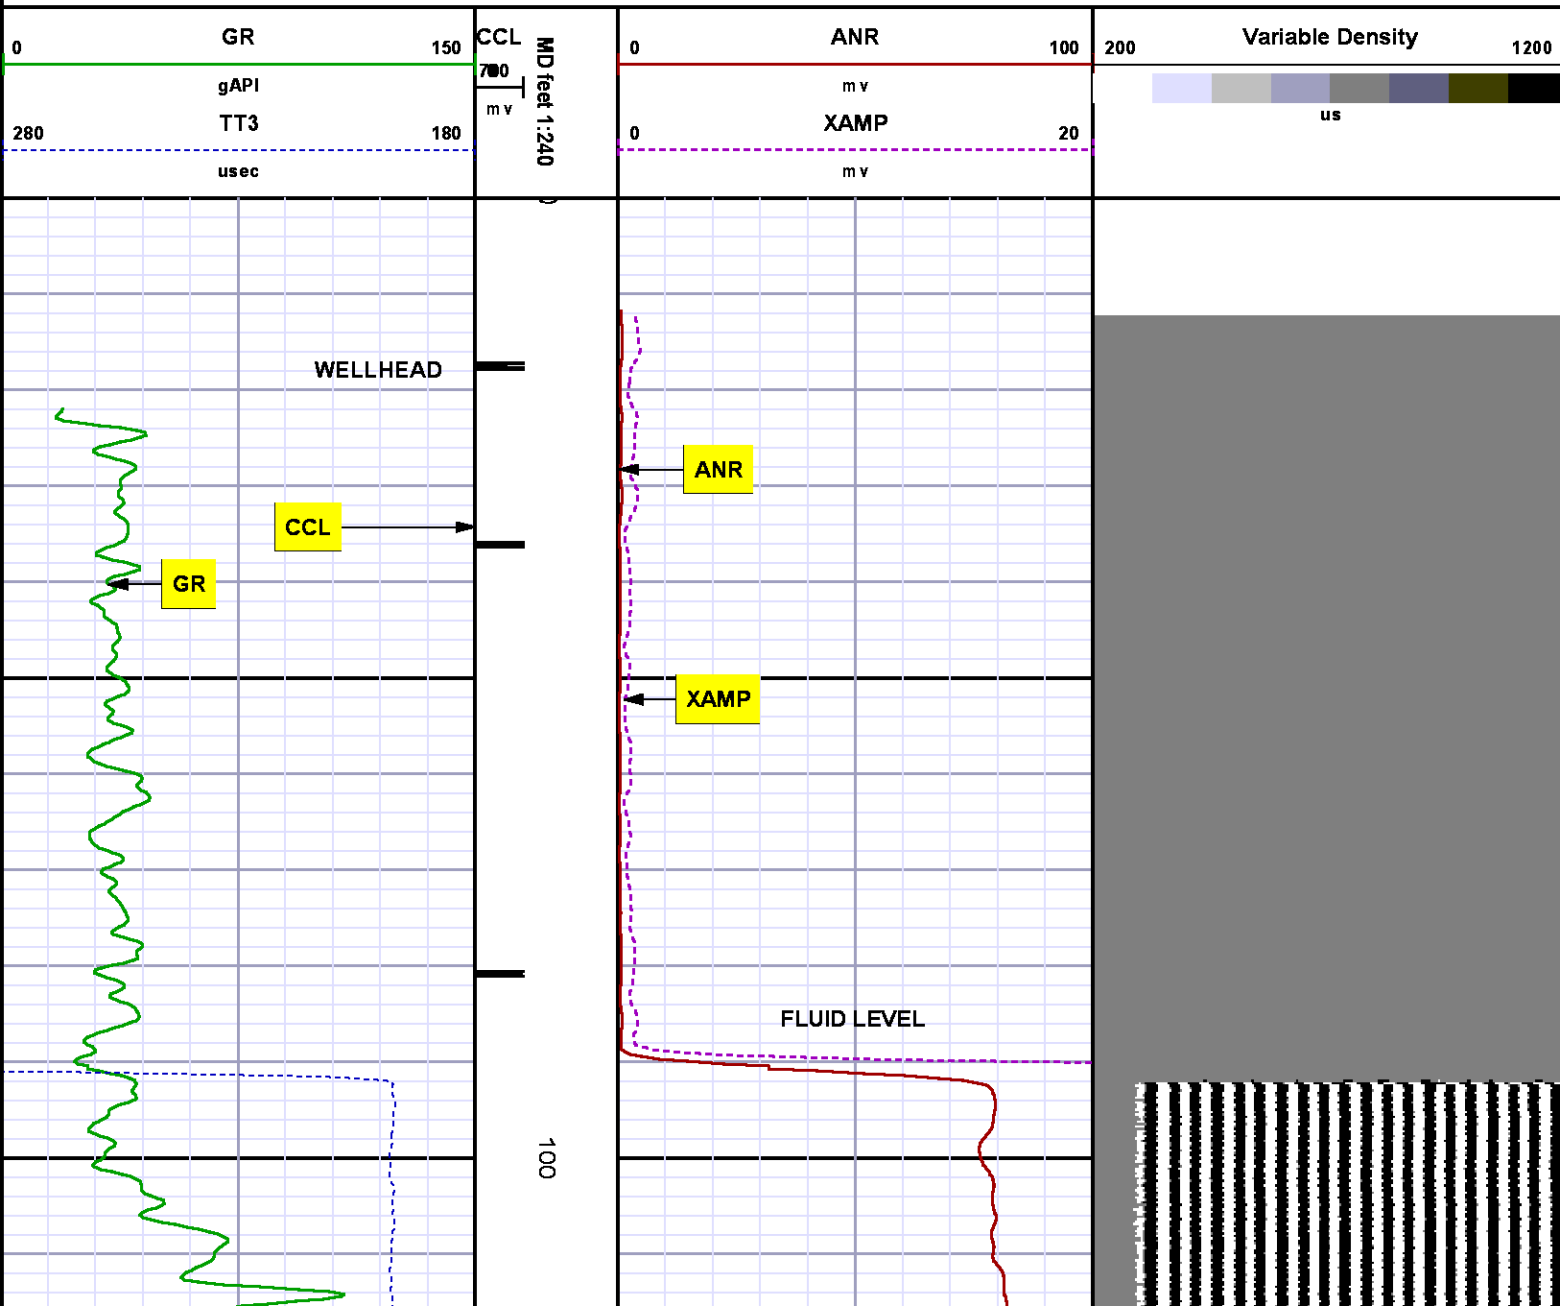 GR
0 150
gAPI
TT3
280 180
usec
CCL
mv
MD feet 1:240
ANR
0 100
mv
XAMP
0 20
mv
Variable Density
200 1200
us
WELLHEAD
ANR
CCL
GR
XAMP
FLUID LEVEL
100